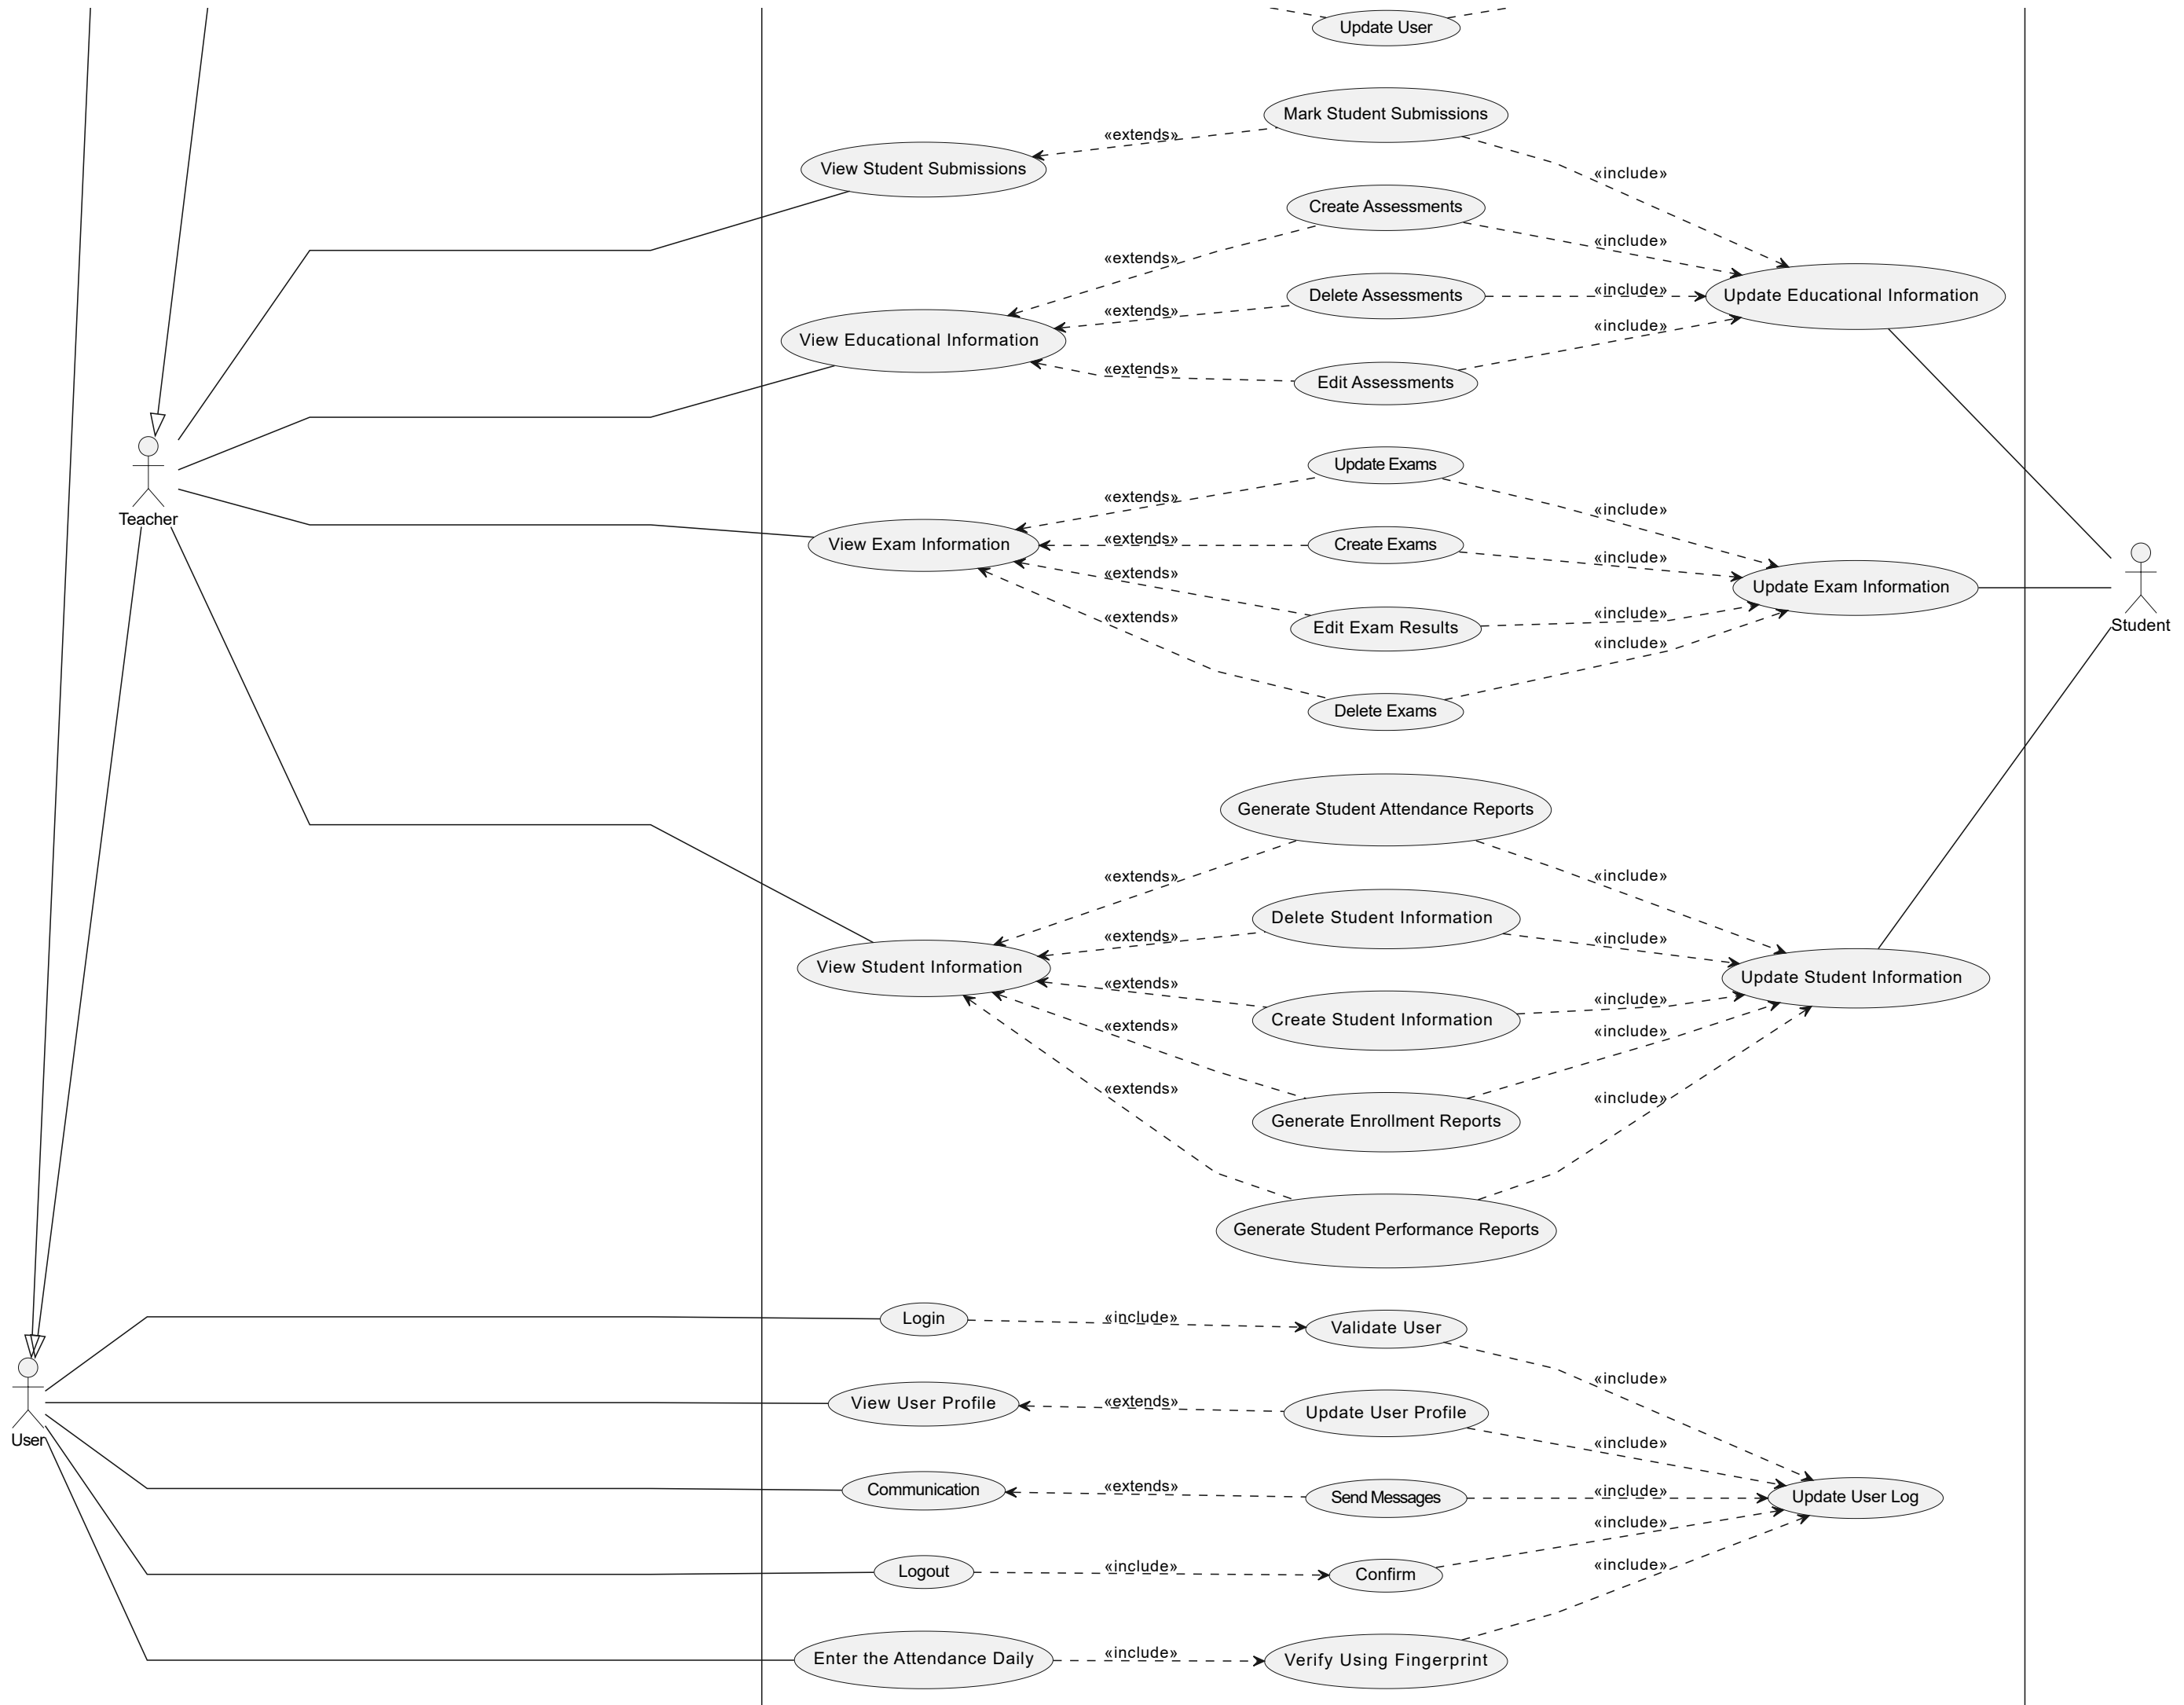 Update User
Mark Student Submissions
«extends»
View Student Submissions
«include»
Create Assessments
«include»
«extends»
Delete Assessments
«include»
Update Educational Information
«extends»
«include»
View Educational Information
«extends»
Edit Assessments
Update Exams
«extends»
«include»
Teacher
View Exam Information
«extends»
Create Exams
«include»
«extends»
Update Exam Information
«include»
«extends»
Edit Exam Results
Student
«include»
Delete Exams
Generate Student Attendance Reports
«extends»
«include»
Delete Student Information
«extends»
«include»
View Student Information
Update Student Information
«extends»
«include»
Create Student Information
«extends»
«include»
«extends»
«include»
Generate Enrollment Reports
Generate Student Performance Reports
Login
«include»
Validate User
«include»
View User Profile
«extends»
Update User Profile
User
«include»
Communication
«extends»
Send Messages
«include»
Update User Log
«include»
Logout
«include»
Confirm
«include»
Enter the Attendance Daily
«include»
Verify Using Fingerprint